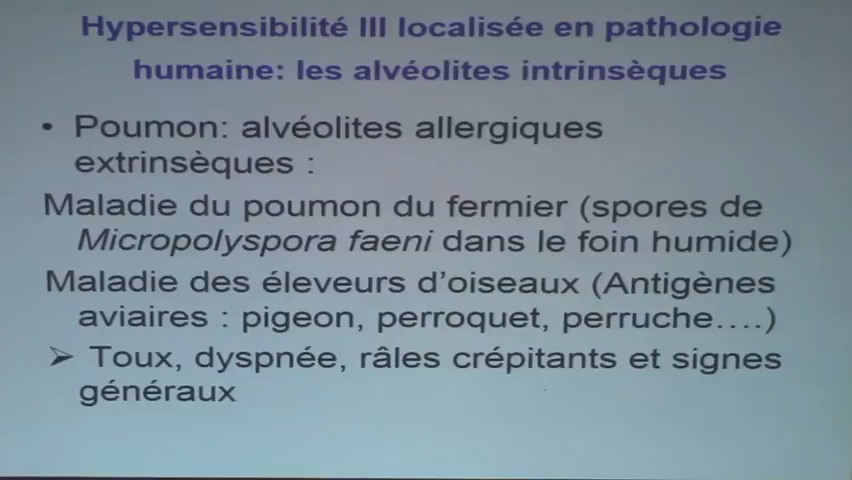 Hypersensibilité III localisée en pathologie
humaine: les alvéolites intrinsèques
• Poumon: alvéolites allergiques
extrinsèques :
Maladie du poumon du fermier (spores de
Micropolyspora faeni dans le foin humide)
Maladie des éleveurs d’oiseaux (Antigènes
aviaires : pigeon, perroquet, perruche….)
➢ Toux, dyspnée, râles crépitants et signes
généraux